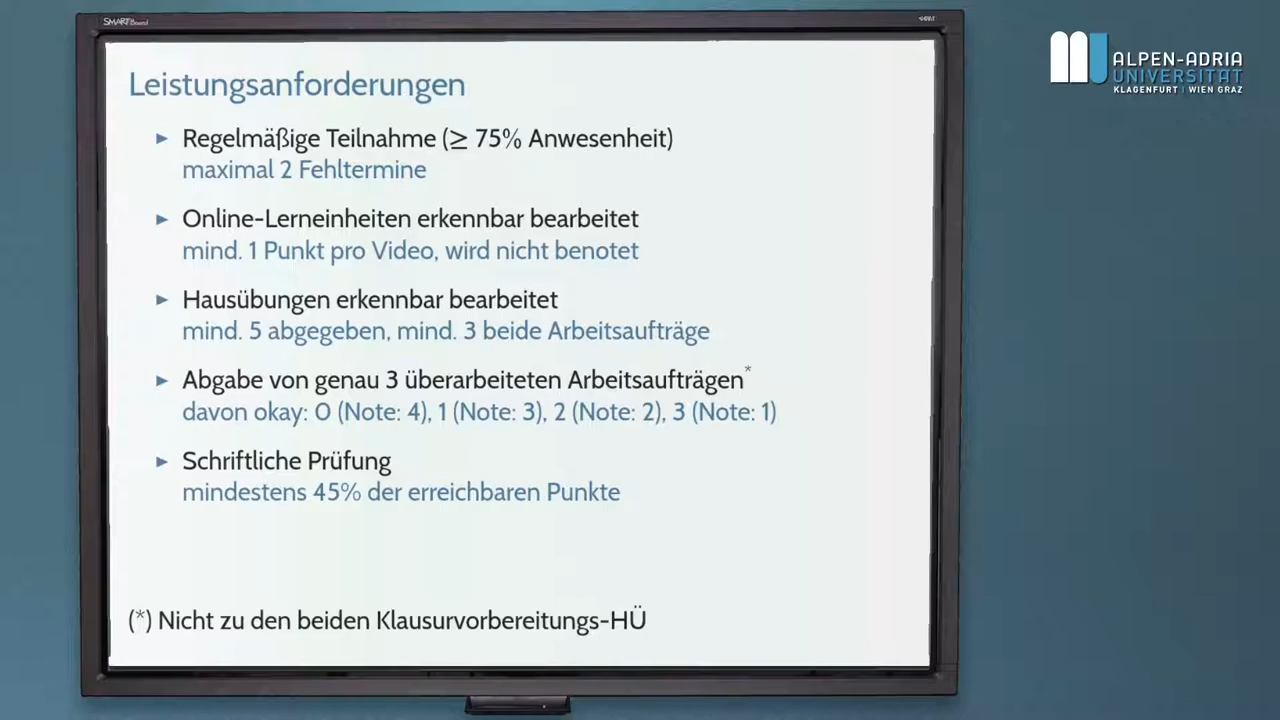 SMART Board
ALPEN-ADRIA
UNIVERSITÄT
KLAGENFURT | WIEN GRAZ
Leistungsanforderungen
► Regelmäßige Teilnahme (≥ 75% Anwesenheit)
maximal 2 Fehltermine
► Online-Lerneinheiten erkennbar bearbeitet
mind. 1 Punkt pro Video, wird nicht benotet
► Hausübungen erkennbar bearbeitet
mind. 5 abgegeben, mind. 3 beide Arbeitsaufträge
► Abgabe von genau 3 überarbeiteten Arbeitsaufträgen*
davon okay: 0 (Note: 4), 1 (Note: 3), 2 (Note: 2), 3 (Note: 1)
► Schriftliche Prüfung
mindestens 45% der erreichbaren Punkte
(*) Nicht zu den beiden Klausurvorbereitungs-HÜ